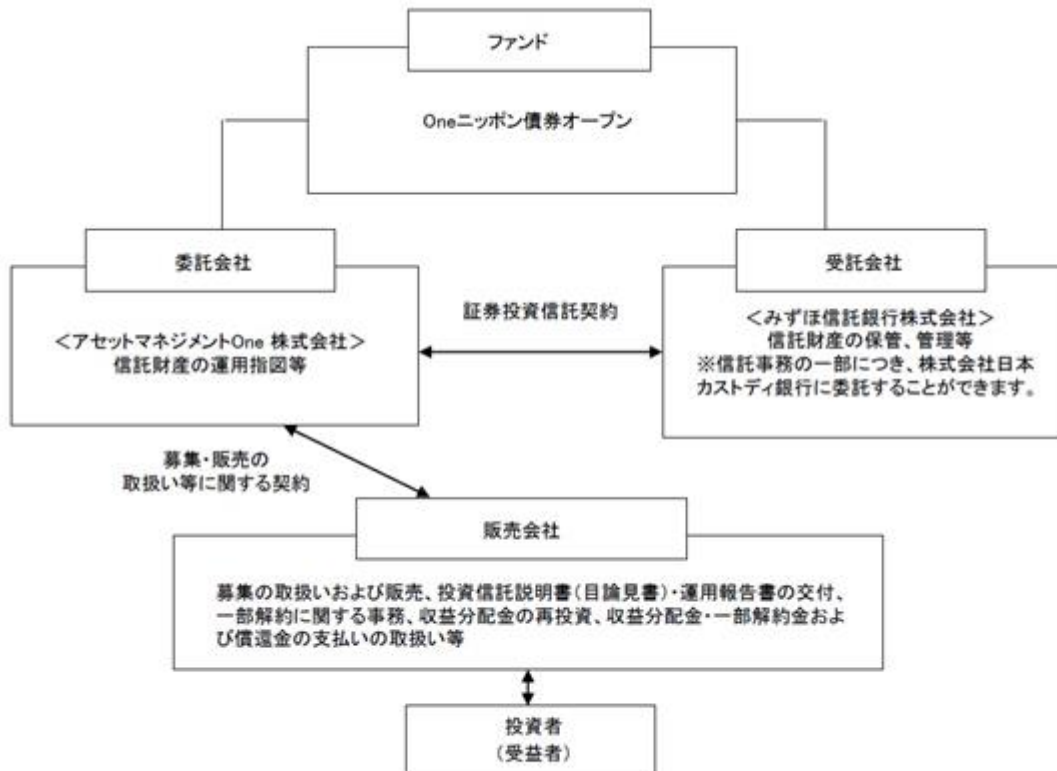 ファンド
Oneニッポン債券オープン
委託会社
<アセットマネジメントOne 株式会社>
信託財産の運用指図等
証券投資信託契約
受託会社
<みずほ信託銀行株式会社>
信託財産の保管、管理等
※信託事務の一部につき、株式会社日本
カストディ銀行に委託することができます。
募集・販売の
取扱い等に関する契約
販売会社
募集の取扱いおよび販売、投資信託説明書(目論見書)・運用報告書の交付、
一部解約に関する事務、収益分配金の再投資、収益分配金・一部解約金およ
び償還金の支払いの取扱い等
投資者
(受益者)